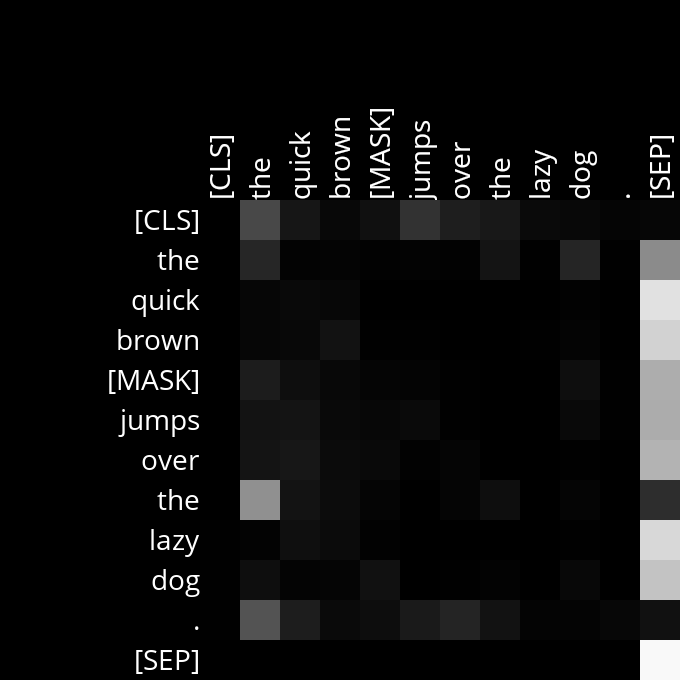 [CLS] the quick brown [MASK] jumps over the lazy dog . [SEP]
[CLS]
the
quick
brown
[MASK]
jumps
over
the
lazy
dog
.
[SEP]